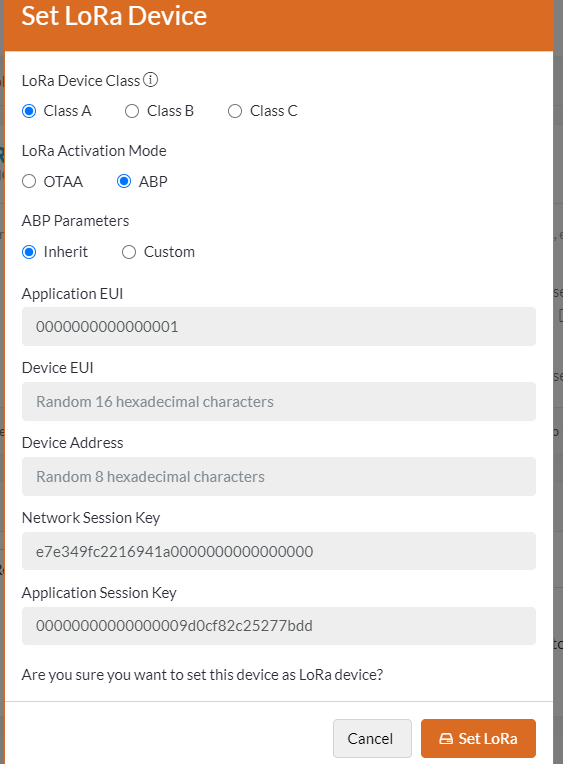 Set LoRa Device
LoRa Device Class
Class A Class B Class C
LoRa Activation Mode
OTAA ABP
ABP Parameters
Inherit Custom
Application EUI
0000000000000001
Device EUI
Random 16 hexadecimal characters
Device Address
Random 8 hexadecimal characters
Network Session Key
e7e349fc2216941a0000000000000000
Application Session Key
00000000000000009d0cf82c25277bdd
Are you sure you want to set this device as LoRa device?
Cancel Set LoRa